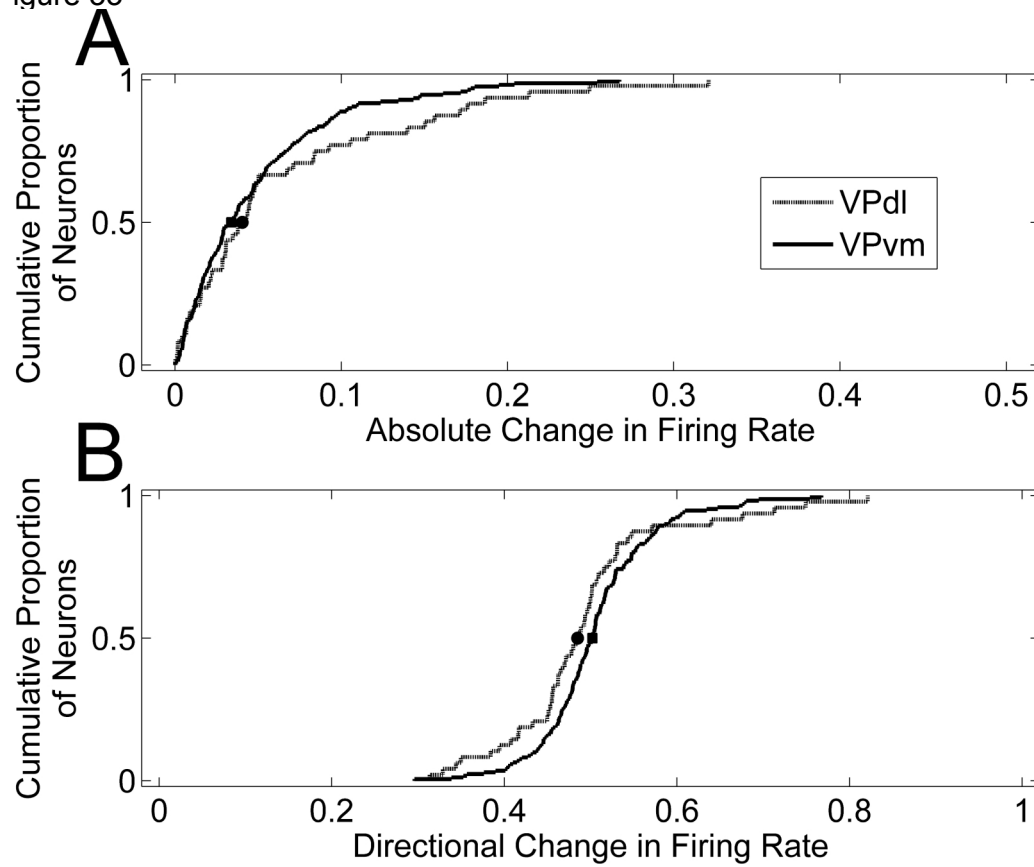 A
Cumulative Proportion
of Neurons
1
0.5
0
VPdl
VPvm
0
0.1
0.2
0.3
0.4
0.5
Absolute Change in Firing Rate
B
Cumulative Proportion
of Neurons
1
0.5
0
0
0.2
0.4
0.6
0.8
1
Directional Change in Firing Rate